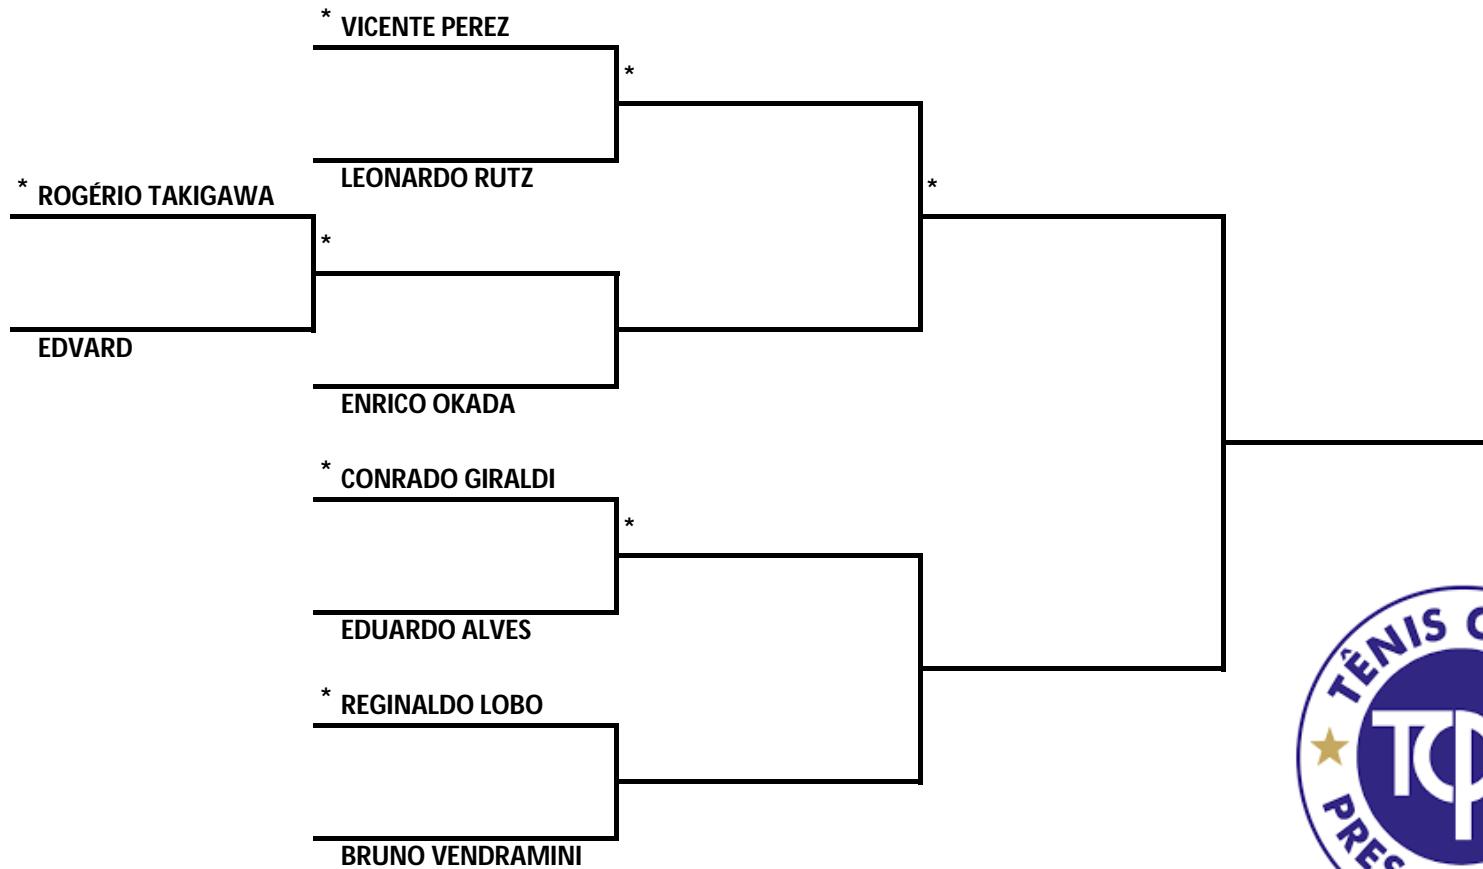 * VICENTE PEREZ
*
LEONARDO RUTZ
* ROGÉRIO TAKIGAWA
*
*
EDVARD
ENRICO OKADA
* CONRADO GIRALDI
*
EDUARDO ALVES
* REGINALDO LOBO
BRUNO VENDRAMINI
TÊNIS C
TCP
PRES